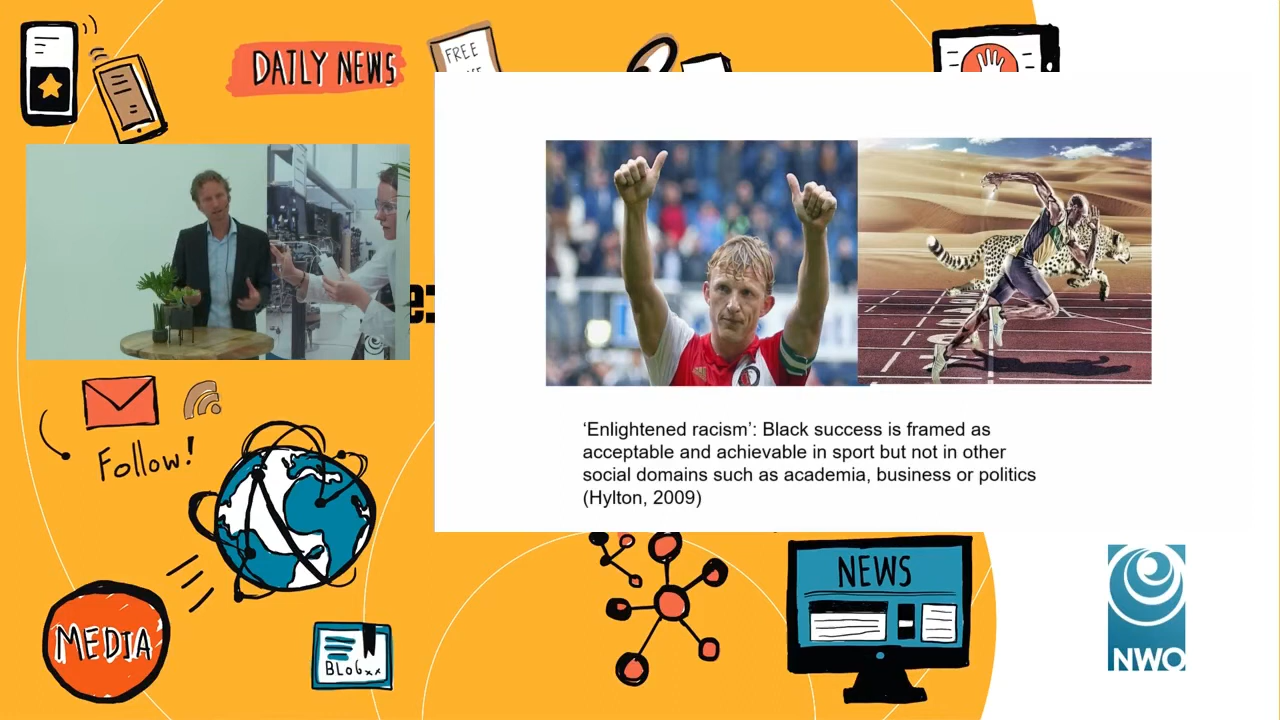 DAILY NEWS
FREE
‘Enlightened racism’: Black success is framed as
acceptable and achievable in sport but not in other
social domains such as academia, business or politics
(Hylton, 2009)
Follow!
MEDIA
BLOG
NEWS
NWO